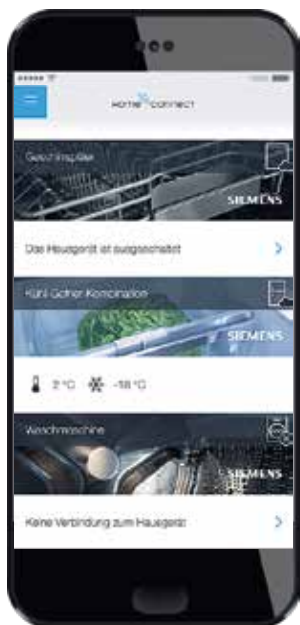 HOME CONNECT
Geschirrspüler
SIEMENS
Das Hausgerät ist ausgeschaltet
Kühl-Gefrier-Kombination
SIEMENS
2 °C -18 °C
Waschmaschine
SIEMENS
Keine Verbindung zum Hausgerät